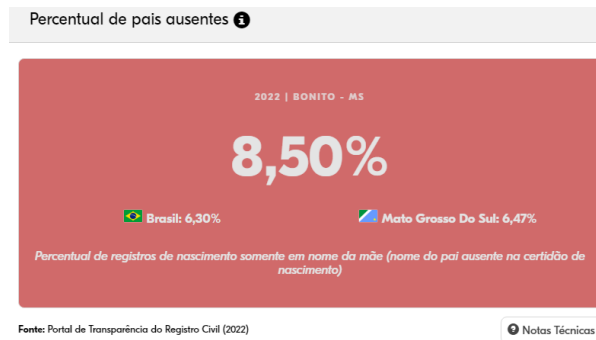 Percentual de pais ausentes
2022 | BONITO - MS
8,50%
Brasil: 6,30%
Mato Grosso Do Sul: 6,47%
Percentual de registros de nascimento somente em nome da mãe (nome do pai ausente na certidão de
nascimento)
Fonte: Portal de Transparência do Registro Civil (2022)
Notas Técnicas